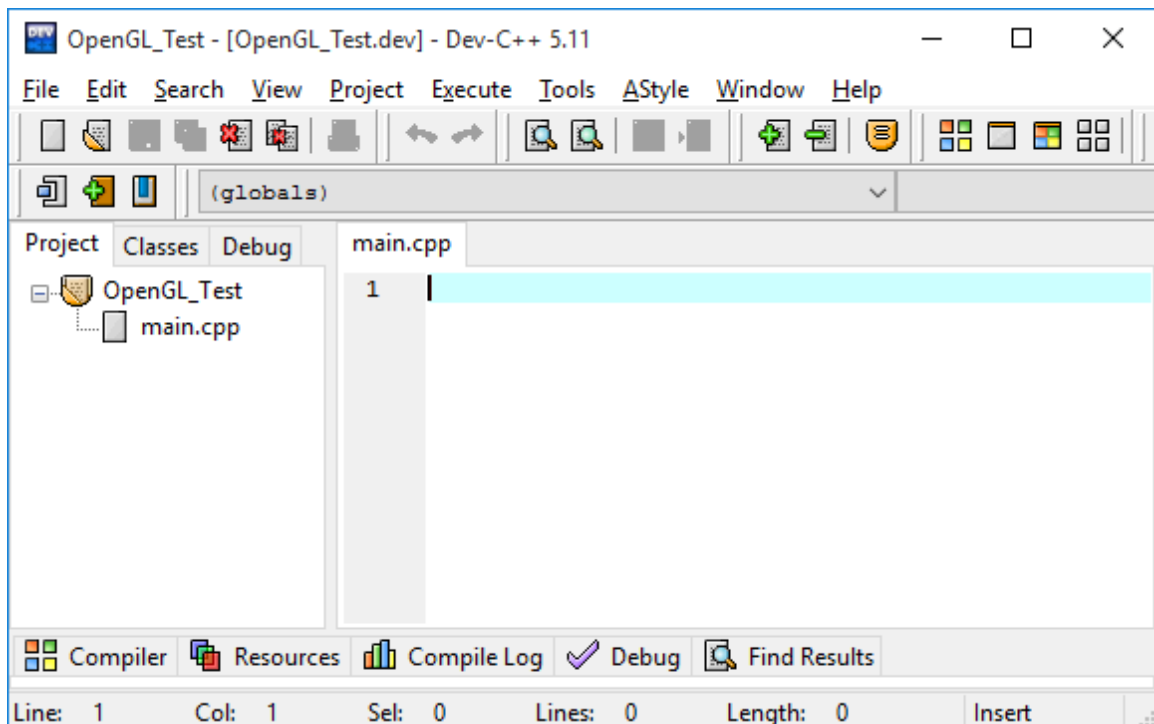 OpenGL_Test - [OpenGL_Test.dev] - Dev-C++ 5.11
File Edit Search View Project Execute Tools AStyle Window Help
(globals)
Project Classes Debug
main.cpp
OpenGL_Test
main.cpp
1
Compiler Resources Compile Log Debug Find Results
Line: 1 Col: 1 Sel: 0 Lines: 0 Length: 0 Insert